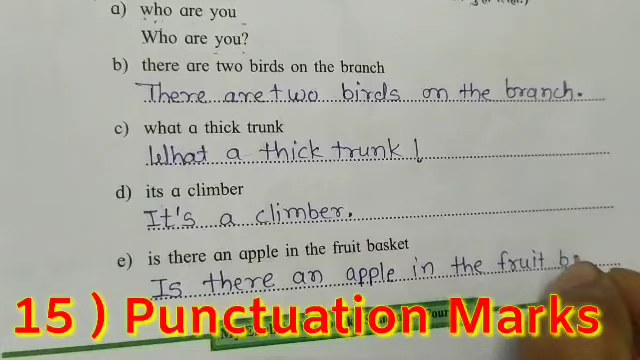 a) who are you
Who are you?
b) there are two birds on the branch
There are two birds on the branch.
c) what a thick trunk
What a thick trunk !
d) its a climber
It's a climber.
e) is there an apple in the fruit basket
Is there an apple in the fruit b
15 ) Punctuation Marks